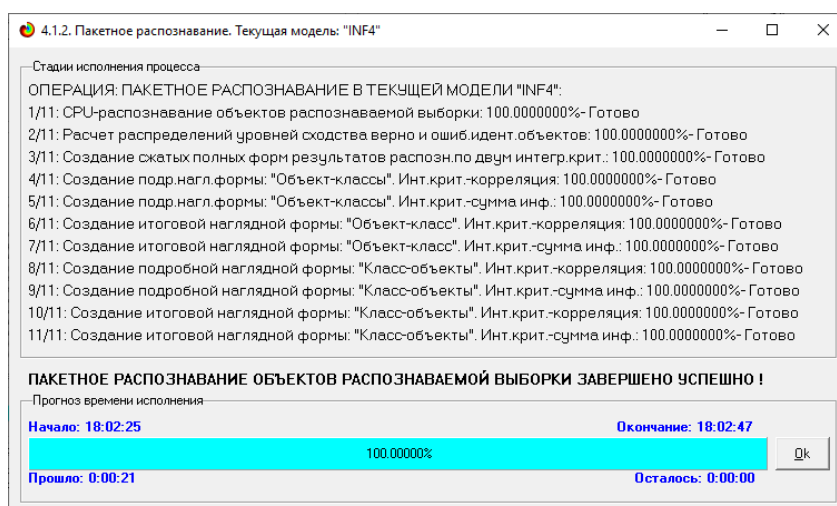 4.1.2. Пакетное распознавание. Текущая модель: "INF4"
Стадии исполнения процесса
ОПЕРАЦИЯ: ПАКЕТНОЕ РАСПОЗНАВАНИЕ В ТЕКУЩЕЙ МОДЕЛИ "INF4":
1/11: CPU-распознавание объектов распознаваемой выборки: 100.0000000%- Готово
2/11: Расчет распределений уровней сходства верно и ошиб.идент.объектов: 100.0000000%- Готово
3/11: Создание сжатых полных форм результатов распозн.по двум интегр.крит.: 100.0000000%- Готово
4/11: Создание подр.нагл.формы: "Объект-классы". Инт.крит.-корреляция: 100.0000000%- Готово
5/11: Создание подр.нагл.формы: "Объект-классы". Инт.крит.-сумма инф.: 100.0000000%- Готово
6/11: Создание итоговой наглядной формы: "Объект-класс". Инт.крит.-корреляция: 100.0000000%- Готово
7/11: Создание итоговой наглядной формы: "Объект-класс". Инт.крит.-сумма инф.: 100.0000000%- Готово
8/11: Создание подробной наглядной формы: "Класс-объекты". Инт.крит.-корреляция: 100.0000000%- Готово
9/11: Создание подробной наглядной формы: "Класс-объекты". Инт.крит.-сумма инф.: 100.0000000%- Готово
10/11: Создание итоговой наглядной формы: "Класс-объекты". Инт.крит.-корреляция: 100.0000000%- Готово
11/11: Создание итоговой наглядной формы: "Класс-объекты". Инт.крит.-сумма инф.: 100.0000000%- Готово
ПАКЕТНОЕ РАСПОЗНАВАНИЕ ОБЪЕКТОВ РАСПОЗНАВАЕМОЙ ВЫБОРКИ ЗАВЕРШЕНО УСПЕШНО !
Прогноз времени исполнения
Начало: 18:02:25 Окончание: 18:02:47
100.00000% Ok
Прошло: 0:00:21 Осталось: 0:00:00